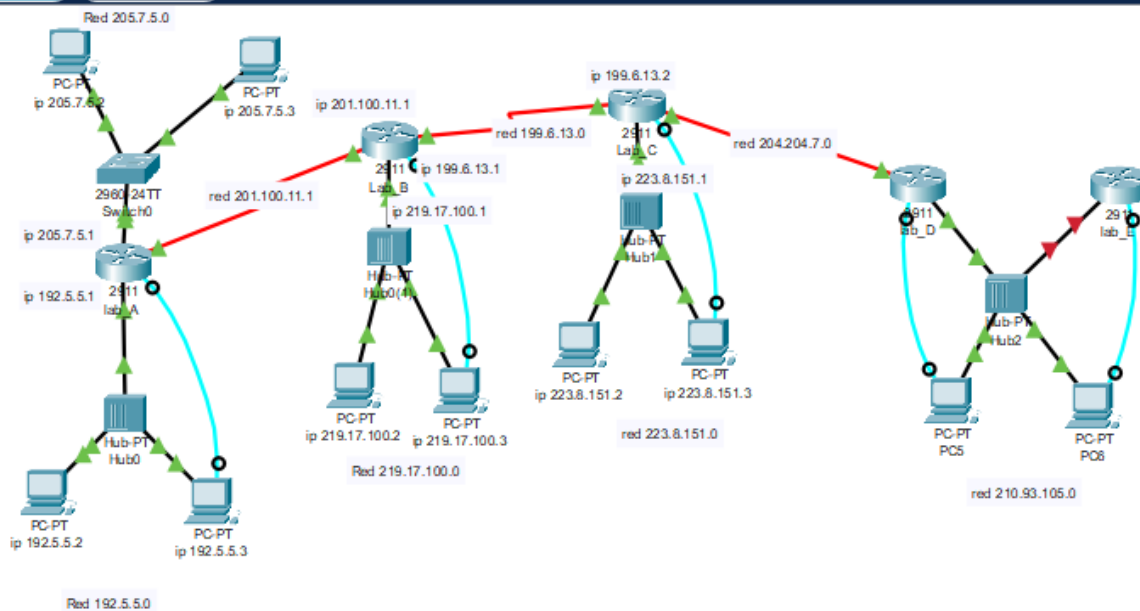 Red 205.7.5.0
PC-PT
ip 205.7.5.2
PC-PT
ip 205.7.5.3
2960-24TT
Switch0
ip 205.7.5.1
2911
lab_A
ip 192.5.5.1
Hub-PT
Hub0
PC-PT
ip 192.5.5.2
PC-PT
ip 192.5.5.3
Red 192.5.5.0
red 201.100.11.1
ip 201.100.11.1
2911
Lab_B
ip 199.6.13.1
ip 219.17.100.1
Hub-PT
Hub0(4)
PC-PT
ip 219.17.100.2
PC-PT
ip 219.17.100.3
Red 219.17.100.0
red 199.6.13.0
ip 199.6.13.2
2911
Lab_C
ip 223.8.151.1
Hub-PT
Hub1
PC-PT
ip 223.8.151.2
PC-PT
ip 223.8.151.3
red 223.8.151.0
red 204.204.7.0
2911
lab_D
2911
lab_E
Hub-PT
Hub2
PC-PT
PC5
PC-PT
PC6
red 210.93.105.0